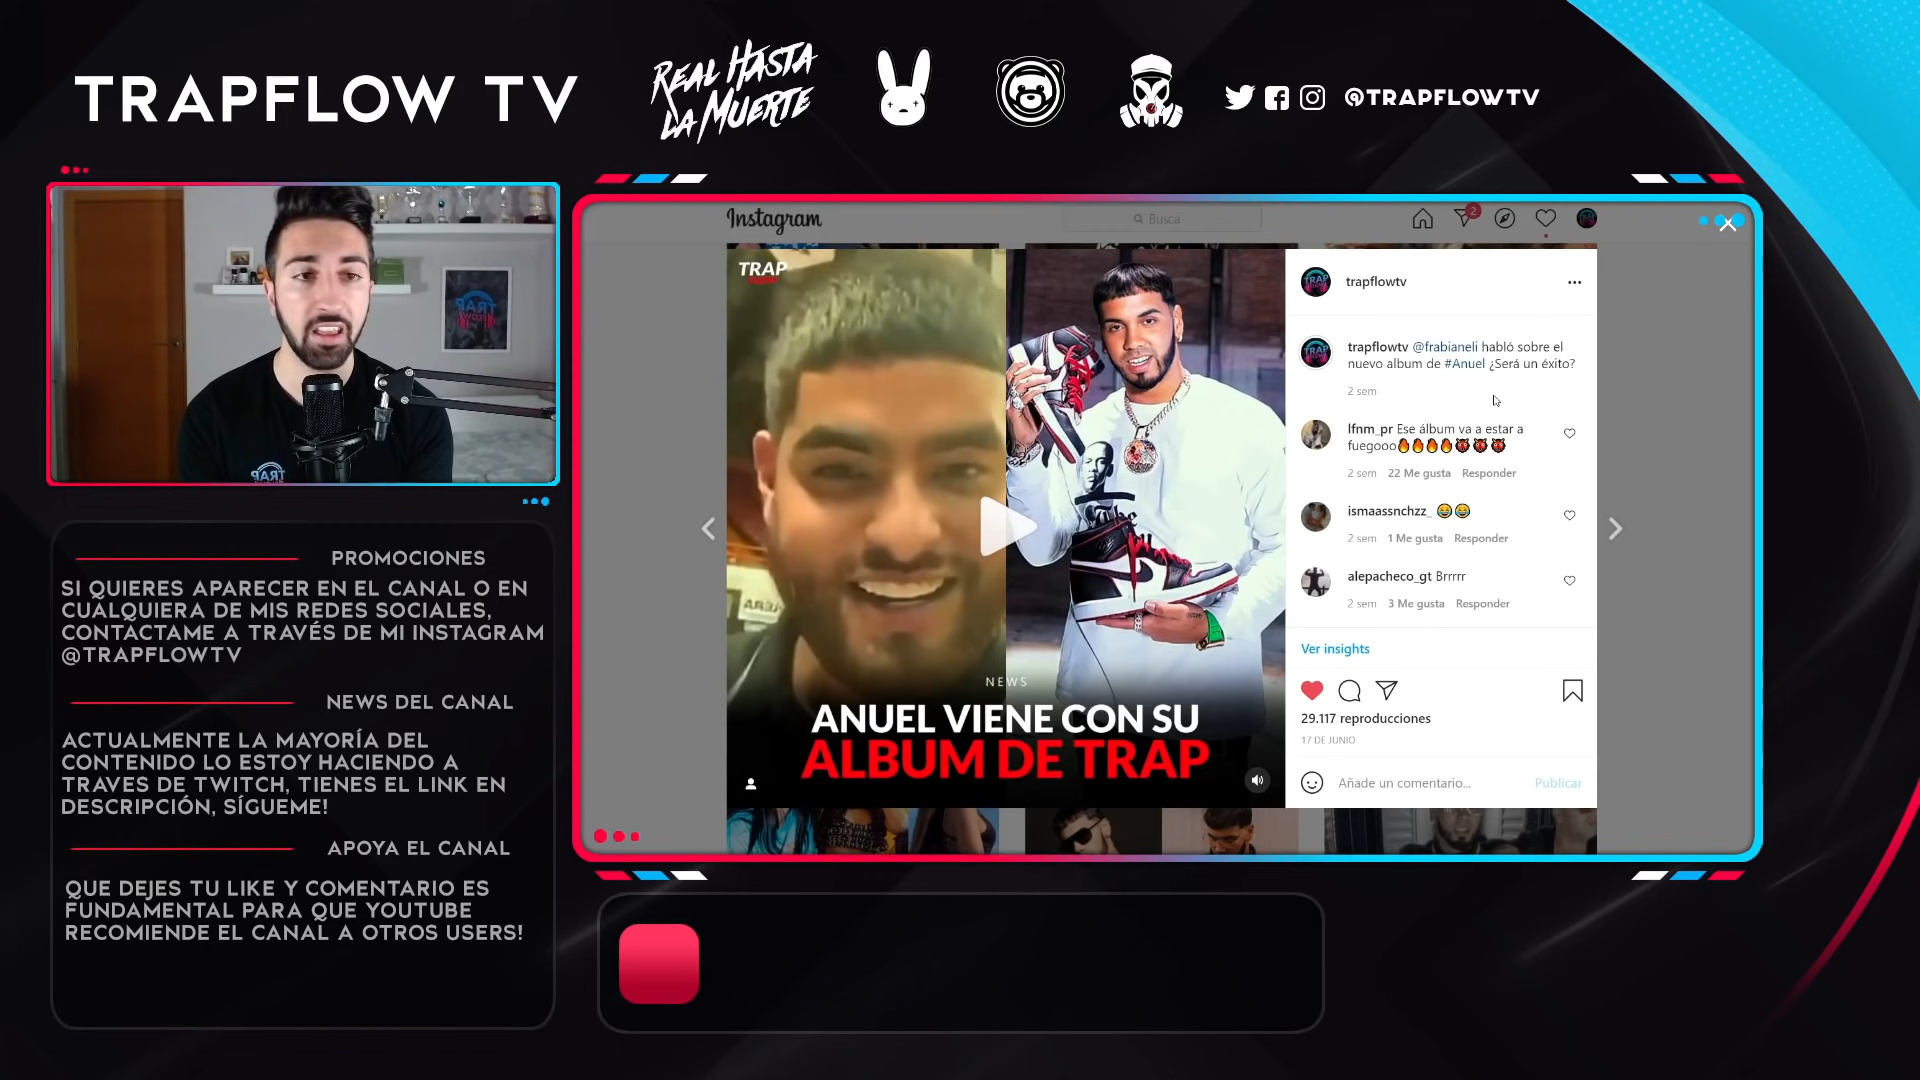 TRAPFLOW TV
REAL HASTA
LA MUERTE
@TRAPFLOWTV
PROMOCIONES
SI QUIERES APARECER EN EL CANAL O EN
CUALQUIERA DE MIS REDES SOCIALES,
CONTÁCTAME A TRAVÉS DE MI INSTAGRAM
@TRAPFLOWTV
NEWS DEL CANAL
ACTUALMENTE LA MAYORÍA DEL
CONTENIDO LO ESTOY HACIENDO A
TRAVES DE TWITCH, TIENES EL LINK EN
DESCRIPCIÓN, SÍGUEME!
APOYA EL CANAL
QUE DEJES TU LIKE Y COMENTARIO ES
FUNDAMENTAL PARA QUE YOUTUBE
RECOMIENDE EL CANAL A OTROS USERS!
Instagram
Busca
2
TRAP
NEWS
ANUEL VIENE CON SU
ALBUM DE TRAP
trapflowtv
trapflowtv @frabianeli habló sobre el
nuevo album de #Anuel ¿Será un éxito?
2 sem
lfnm_pr Ese álbum va a estar a
fuegooo🔥🔥🔥🔥👹👹👹
2 sem 22 Me gusta Responder
ismaassnchzz_ 😂😂
2 sem 1 Me gusta Responder
alepacheco_gt Brrrrr
2 sem 3 Me gusta Responder
Ver insights
29.117 reproducciones
17 DE JUNIO
Añade un comentario... Publicar